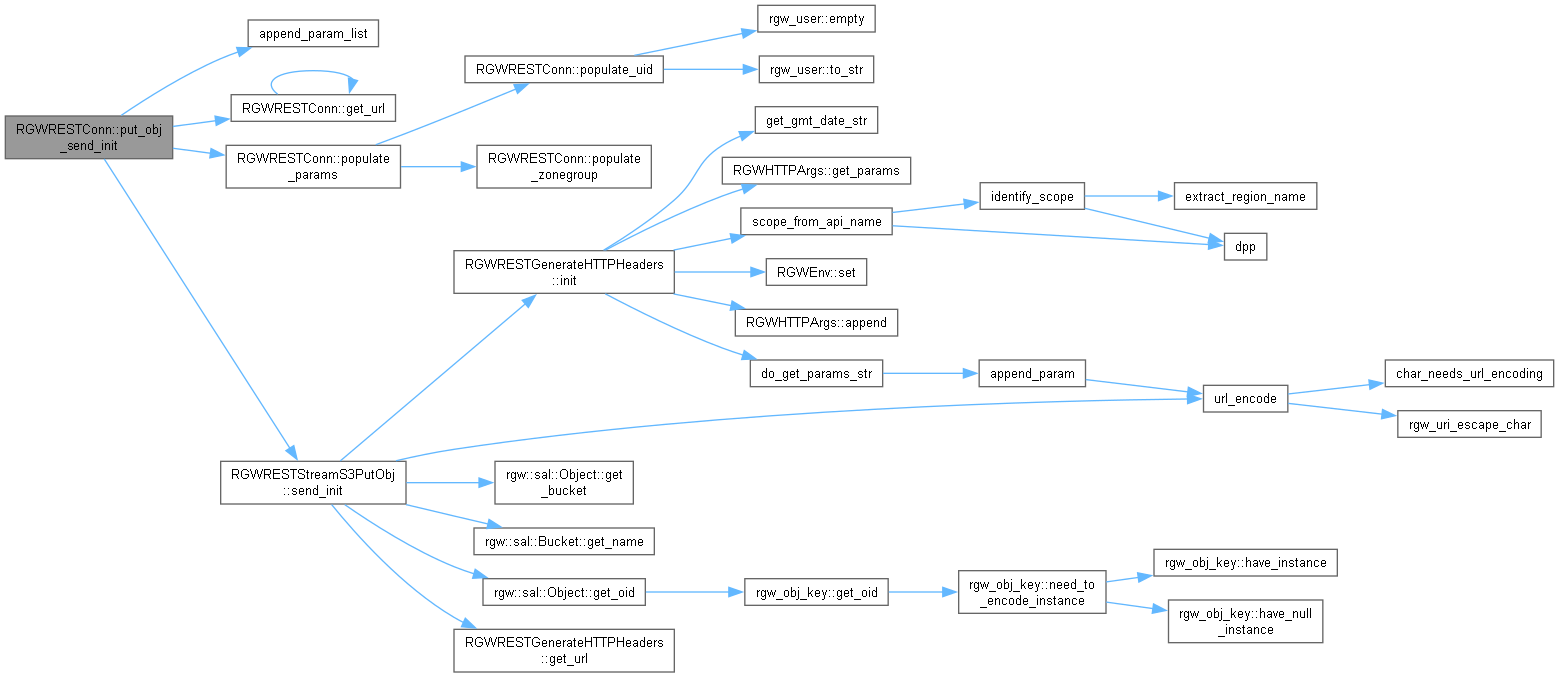 RGWRESTConn::put_obj
_send_init
append_param_list
RGWRESTConn::get_url
RGWRESTConn::populate
_params
RGWRESTConn::populate_uid
rgw_user::empty
rgw_user::to_str
RGWRESTConn::populate
_zonegroup
RGWRESTStreamS3PutObj
::send_init
RGWRESTGenerateHTTPHeaders
::init
get_gmt_date_str
RGWHTTPArgs::get_params
scope_from_api_name
identify_scope
extract_region_name
dpp
RGWEnv::set
RGWHTTPArgs::append
do_get_params_str
append_param
url_encode
char_needs_url_encoding
rgw_uri_escape_char
rgw::sal::Object::get
_bucket
rgw::sal::Bucket::get_name
rgw::sal::Object::get_oid
rgw_obj_key::get_oid
rgw_obj_key::need_to
_encode_instance
rgw_obj_key::have_instance
rgw_obj_key::have_null
_instance
RGWRESTGenerateHTTPHeaders
::get_url